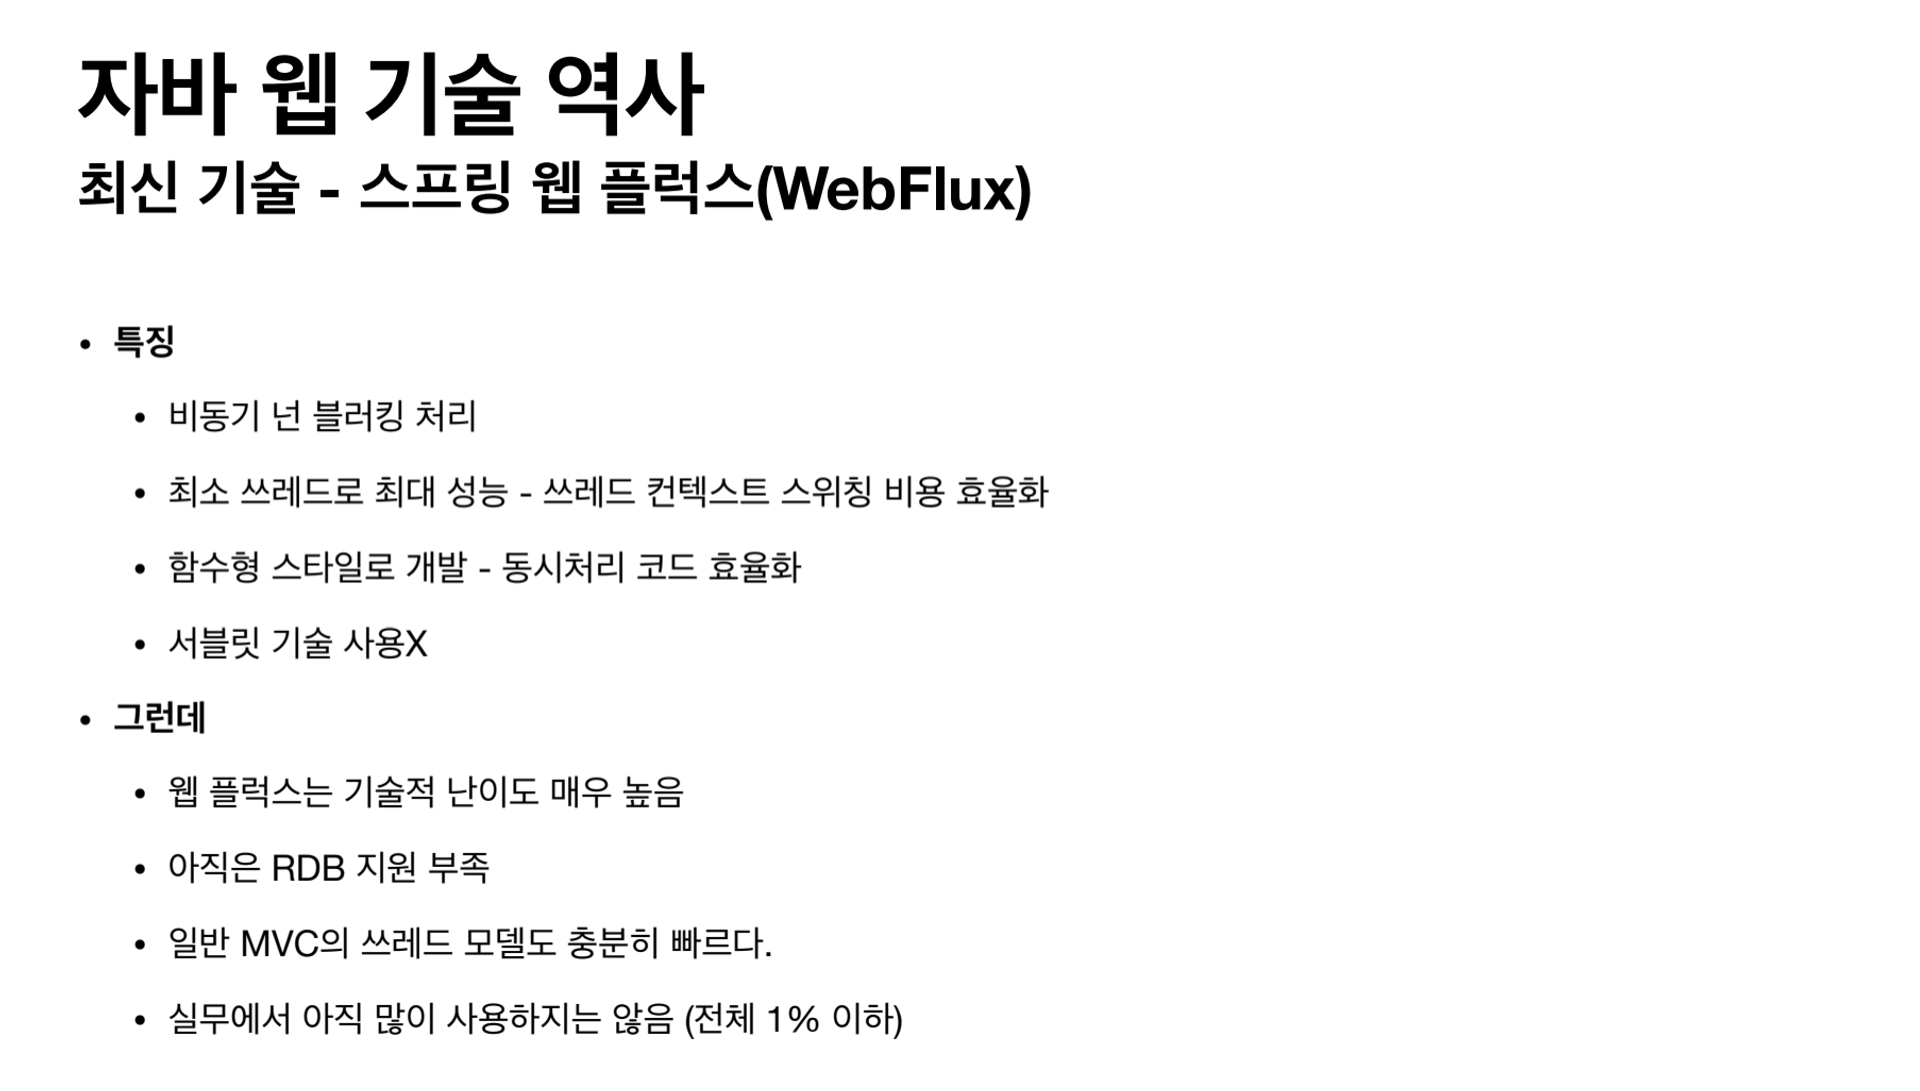 자바 웹 기술 역사
최신 기술 - 스프링 웹 플럭스(WebFlux)
• 특징
• 비동기 넌 블러킹 처리
• 최소 쓰레드로 최대 성능 - 쓰레드 컨텍스트 스위칭 비용 효율화
• 함수형 스타일로 개발 - 동시처리 코드 효율화
• 서블릿 기술 사용X
• 그런데
• 웹 플럭스는 기술적 난이도 매우 높음
• 아직은 RDB 지원 부족
• 일반 MVC의 쓰레드 모델도 충분히 빠르다.
• 실무에서 아직 많이 사용하지는 않음 (전체 1% 이하)